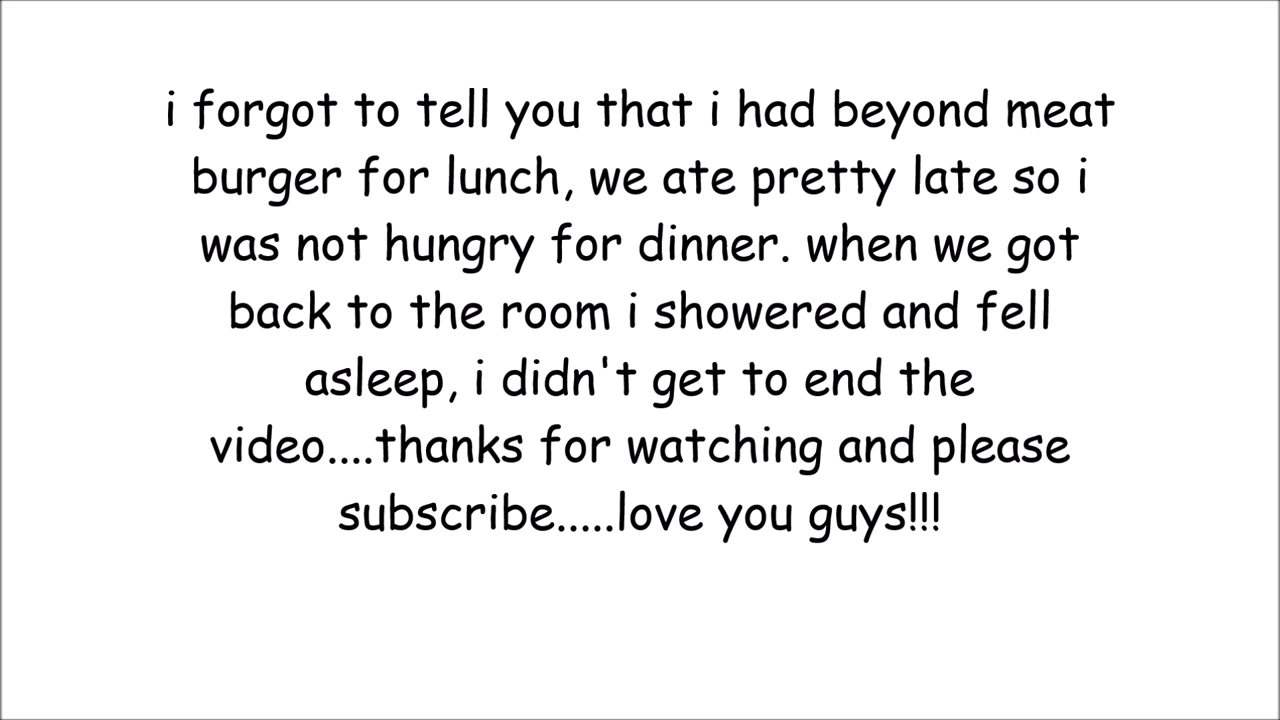 i forgot to tell you that i had beyond meat
burger for lunch, we ate pretty late so i
was not hungry for dinner. when we got
back to the room i showered and fell
asleep, i didn't get to end the
video....thanks for watching and please
subscribe.....love you guys!!!